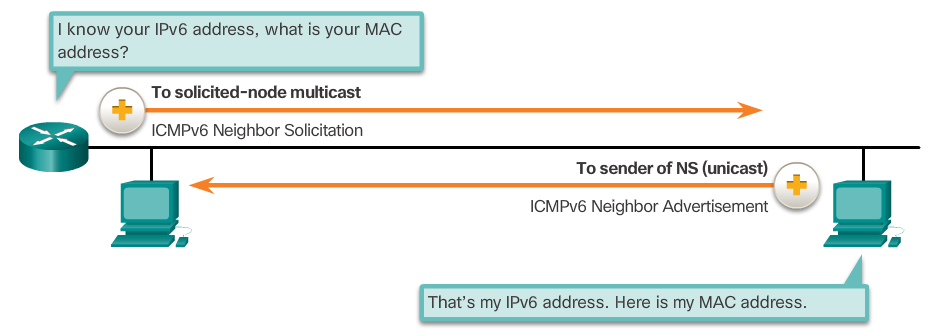 I know your IPv6 address, what is your MAC
address?
To solicited-node multicast
ICMPv6 Neighbor Solicitation
To sender of NS (unicast)
ICMPv6 Neighbor Advertisement
That's my IPv6 address. Here is my MAC address.